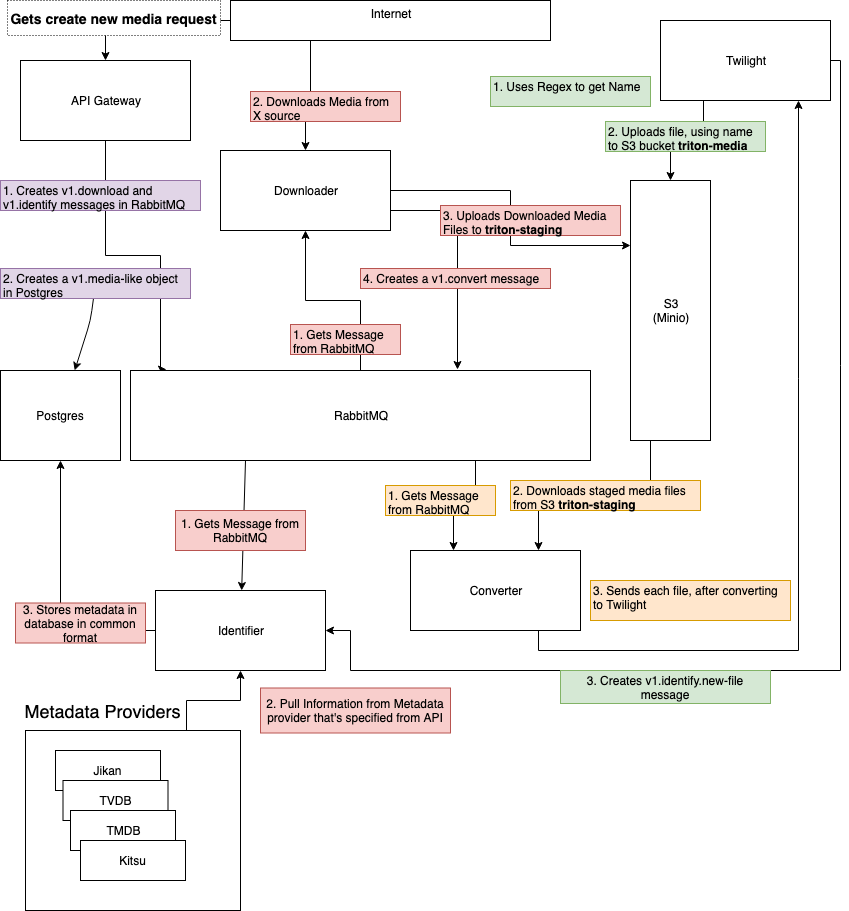 Gets create new media request
Internet
Twilight
API Gateway
1. Uses Regex to get Name
2. Downloads Media from
X source
2. Uploads file, using name
to S3 bucket triton-media
1. Creates v1.download and
v1.identify messages in RabbitMQ
Downloader
3. Uploads Downloaded Media
Files to triton-staging
2. Creates a v1.media-like object
in Postgres
4. Creates a v1.convert message
S3
(Minio)
1. Gets Message
from RabbitMQ
Postgres
RabbitMQ
1. Gets Message
from RabbitMQ
2. Downloads staged media files
from S3 triton-staging
1. Gets Message from
RabbitMQ
Converter
3. Sends each file, after converting
to Twilight
3. Stores metadata in
database in common
format
Identifier
3. Creates v1.identify.new-file
message
2. Pull Information from Metadata
provider that's specified from API
Metadata Providers
Jikan
TVDB
TMDB
Kitsu